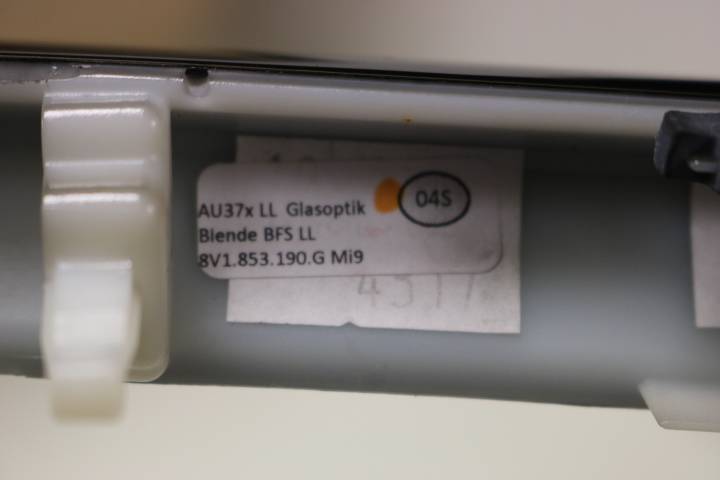 AU37x LL Glasoptik 04S
Blende BFS LL
8V1.853.190.G Mi9